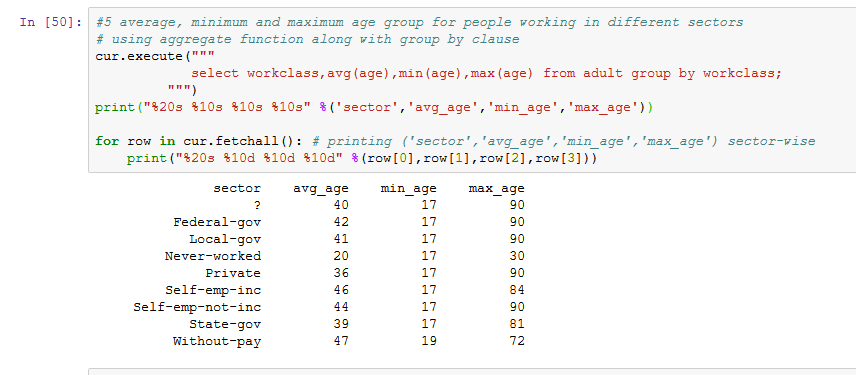 In [50]: #5 average, minimum and maximum age group for people working in different sectors
# using aggregate function along with group by clause
cur.execute("""
select workclass,avg(age),min(age),max(age) from adult group by workclass;
""")
print("%20s %10s %10s %10s" %('sector','avg_age','min_age','max_age'))
for row in cur.fetchall(): # printing ('sector','avg_age','min_age','max_age') sector-wise
print("%20s %10d %10d %10d" %(row[0],row[1],row[2],row[3]))
sector avg_age min_age max_age
? 40 17 90
Federal-gov 42 17 90
Local-gov 41 17 90
Never-worked 20 17 30
Private 36 17 90
Self-emp-inc 46 17 84
Self-emp-not-inc 44 17 90
State-gov 39 17 81
Without-pay 47 19 72